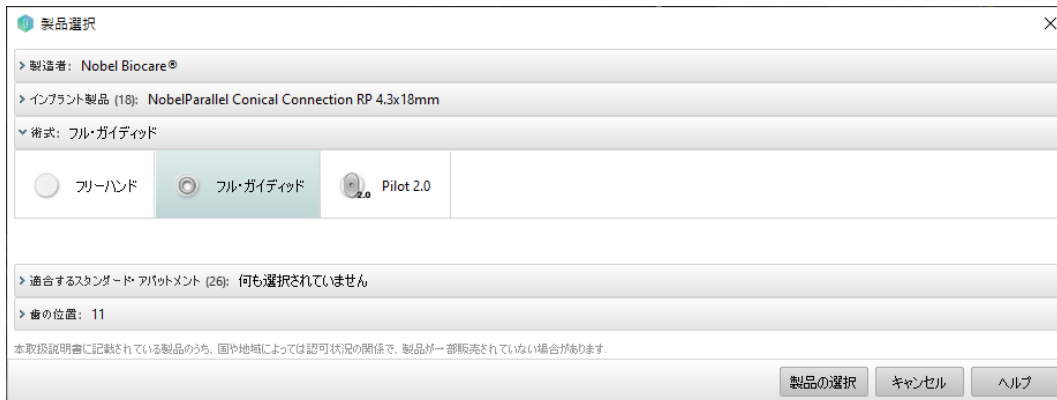 製品選択
製造者: Nobel Biocare®
インプラント製品 (18): NobelParallel Conical Connection RP 4.3x18mm
術式: フル・ガイディッド
フリーハンド フル・ガイディッド 2.0 Pilot 2.0
適合するスタンダード・アバットメント (26): 何も選択されていません
歯の位置: 11
本取扱説明書に記載されている製品のうち、国や地域によっては認可状況の関係で、製品が一部販売されていない場合があります.
製品の選択 キャンセル ヘルプ